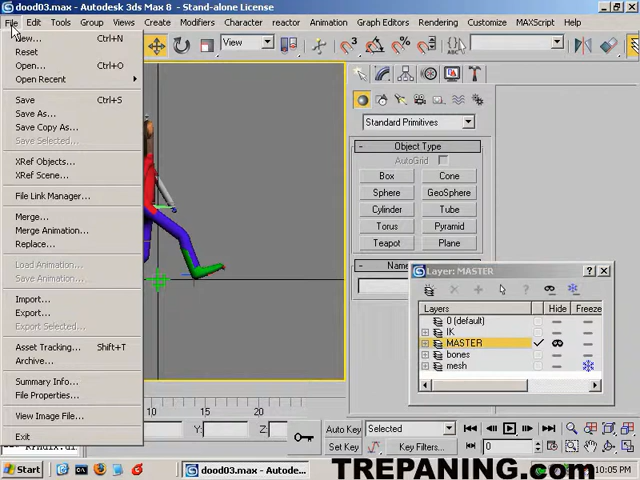 dood03.max - Autodesk 3ds Max 8 - Stand-alone License
File Edit Tools Group Views Create Modifiers Character reactor Animation Graph Editors Rendering Customize MAXScript Help
New... Ctrl+N
Reset
Open... Ctrl+O
Open Recent
Save Ctrl+S
Save As...
Save Copy As...
Save Selected...
XRef Objects...
XRef Scene...
File Link Manager...
Merge...
Merge Animation...
Replace...
Load Animation...
Save Animation...
Import...
Export...
Export Selected...
Asset Tracking... Shift+T
Archive...
Summary Info...
File Properties...
View Image File...
Exit
View
Standard Primitives
- Object Type
AutoGrid
Box Cone
Sphere GeoSphere
Cylinder Tube
Torus Pyramid
Teapot Plane
Layer: MASTER
Layers Hide Freeze
0 (default)
IK
MASTER
bones
mesh
10 15 20 25 30
Y: Z:
Auto Key Selected
Set Key Key Filters... 0
Start dood03.max - Autode... 10:05 PM
TREPANING.com